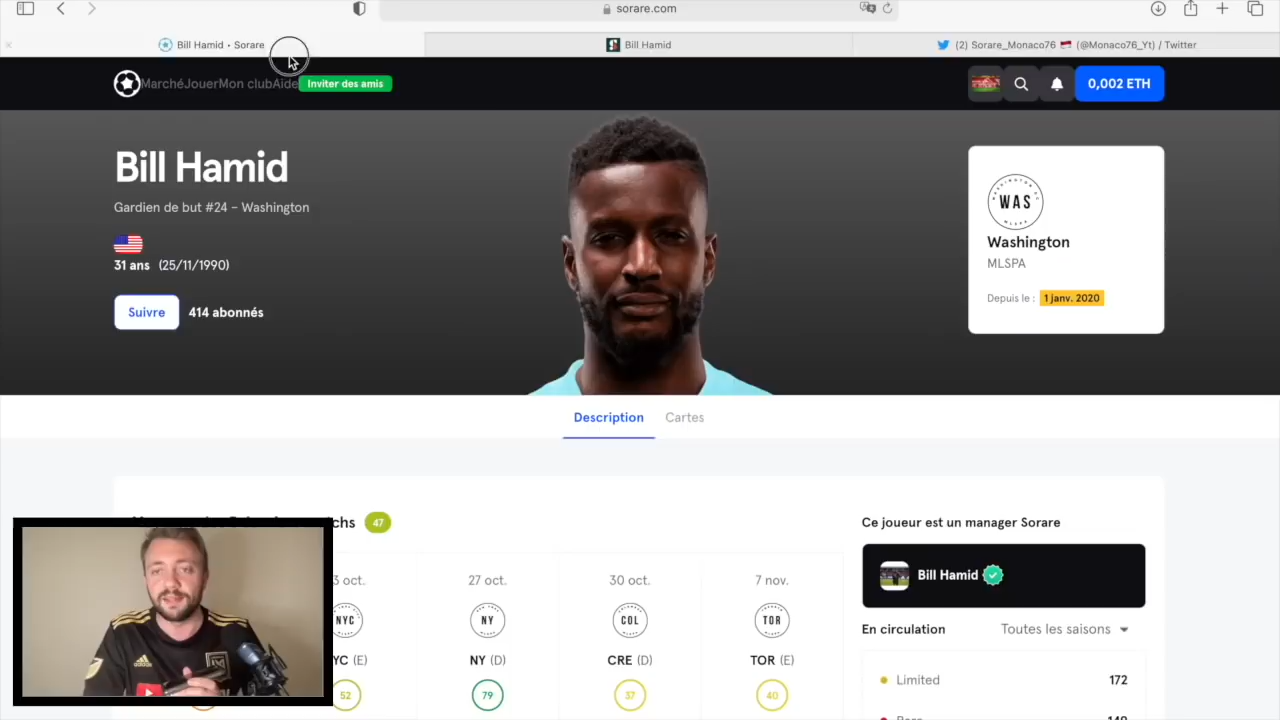 sorare.com
Bill Hamid • Sorare
Bill Hamid
(2) Sorare_Monaco76 🇲🇨 (@Monaco76_Yt) / Twitter
MarchéJouerMon clubAide
Inviter des amis
0,002 ETH
Bill Hamid
Gardien de but #24 – Washington
31 ans (25/11/1990)
Suivre
414 abonnés
WAS
Washington
MLSPA
Depuis le : 1 janv. 2020
Description
Cartes
chs
47
3 oct.
27 oct.
30 oct.
7 nov.
NYC
NY
COL
TOR
YC (E)
NY (D)
CRE (D)
TOR (E)
52
79
37
40
Ce joueur est un manager Sorare
Bill Hamid
En circulation
Toutes les saisons
Limited
172